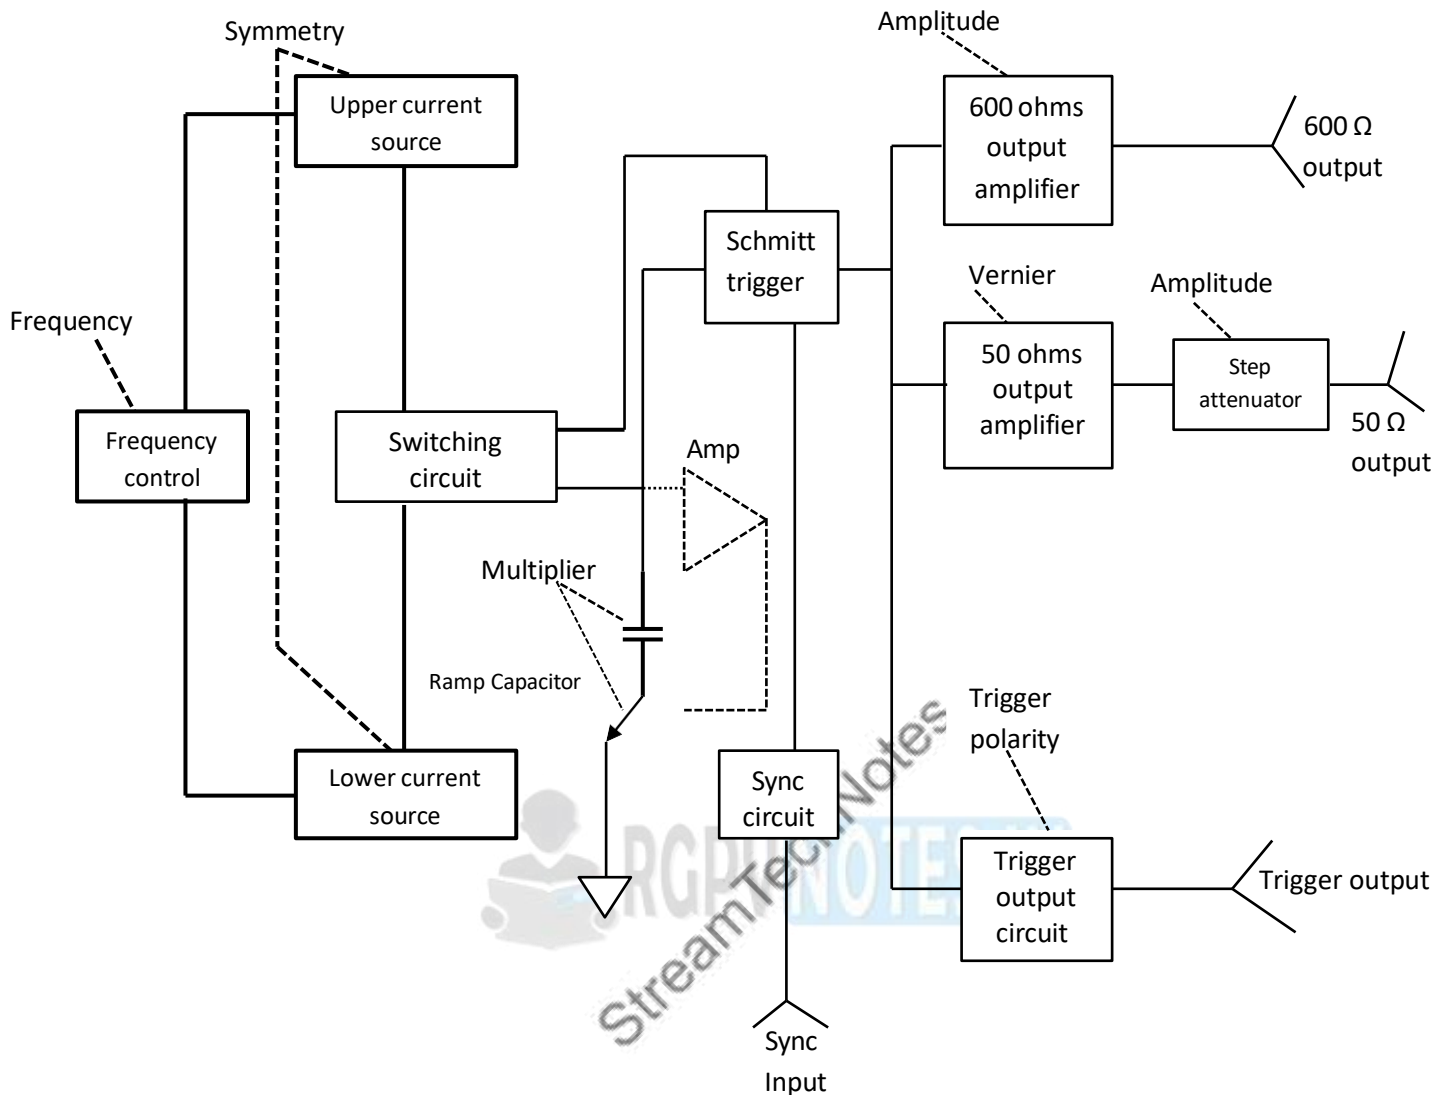 Symmetry
Upper current
source
Frequency
Frequency
control
Switching
circuit
Multiplier
Ramp Capacitor
Lower current
source
Schmitt
trigger
Amp
Sync
circuit
Sync
Input
Amplitude
600 ohms
output
amplifier
600 Ω
output
Vernier
50 ohms
output
amplifier
Amplitude
Step
attenuator
50 Ω
output
Trigger
polarity
Trigger
output
circuit
Trigger output
StreamTechNotes